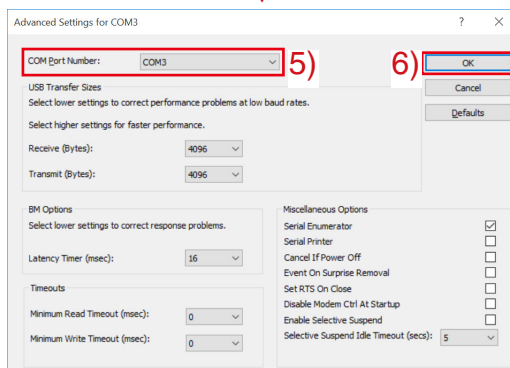 Advanced Settings for COM3
? ×
COM Port Number: COM3
5)
6)
OK
USB Transfer Sizes
Cancel
Select lower settings to correct performance problems at low baud rates.
Defaults
Select higher settings for faster performance.
Receive (Bytes): 4096
Transmit (Bytes): 4096
BM Options
Select lower settings to correct response problems.
Latency Timer (msec): 16
Timeouts
Minimum Read Timeout (msec): 0
Minimum Write Timeout (msec): 0
Miscellaneous Options
Serial Enumerator
Serial Printer
Cancel If Power Off
Event On Surprise Removal
Set RTS On Close
Disable Modem Ctrl At Startup
Enable Selective Suspend
Selective Suspend Idle Timeout (secs): 5